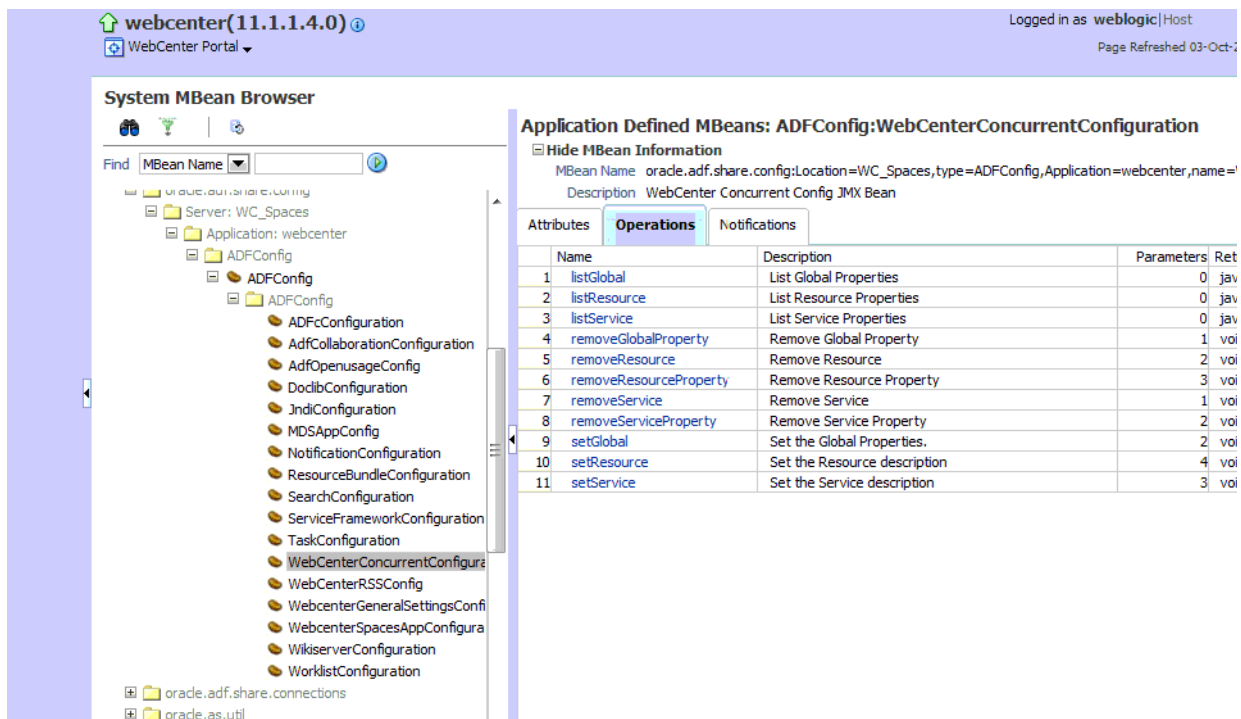 webcenter(11.1.1.4.0)
Logged in as weblogic|Host
WebCenter Portal
Page Refreshed 03-Oct-2
System MBean Browser
Find MBean Name
oracle.adf.share.config
Server: WC_Spaces
Application: webcenter
ADFConfig
ADFConfig
ADFConfig
ADFcConfiguration
AdfCollaborationConfiguration
AdfOpenusageConfig
DoclibConfiguration
JndiConfiguration
MDSAppConfig
NotificationConfiguration
ResourceBundleConfiguration
SearchConfiguration
ServiceFrameworkConfiguration
TaskConfiguration
WebCenterConcurrentConfigura
WebCenterRSSConfig
WebcenterGeneralSettingsConfi
WebcenterSpacesAppConfigura
WikiserverConfiguration
WorklistConfiguration
oracle.adf.share.connections
oracle.as.util
Application Defined MBeans: ADFConfig:WebCenterConcurrentConfiguration
Hide MBean Information
MBean Name oracle.adf.share.config:Location=WC_Spaces,type=ADFConfig,Application=webcenter,name=
Description WebCenter Concurrent Config JMX Bean
Attributes Operations Notifications
Name Description Parameters Ret
1 listGlobal List Global Properties 0 jav
2 listResource List Resource Properties 0 jav
3 listService List Service Properties 0 jav
4 removeGlobalProperty Remove Global Property 1 voi
5 removeResource Remove Resource 2 voi
6 removeResourceProperty Remove Resource Property 3 voi
7 removeService Remove Service 1 voi
8 removeServiceProperty Remove Service Property 2 voi
9 setGlobal Set the Global Properties. 2 voi
10 setResource Set the Resource description 4 voi
11 setService Set the Service description 3 voi